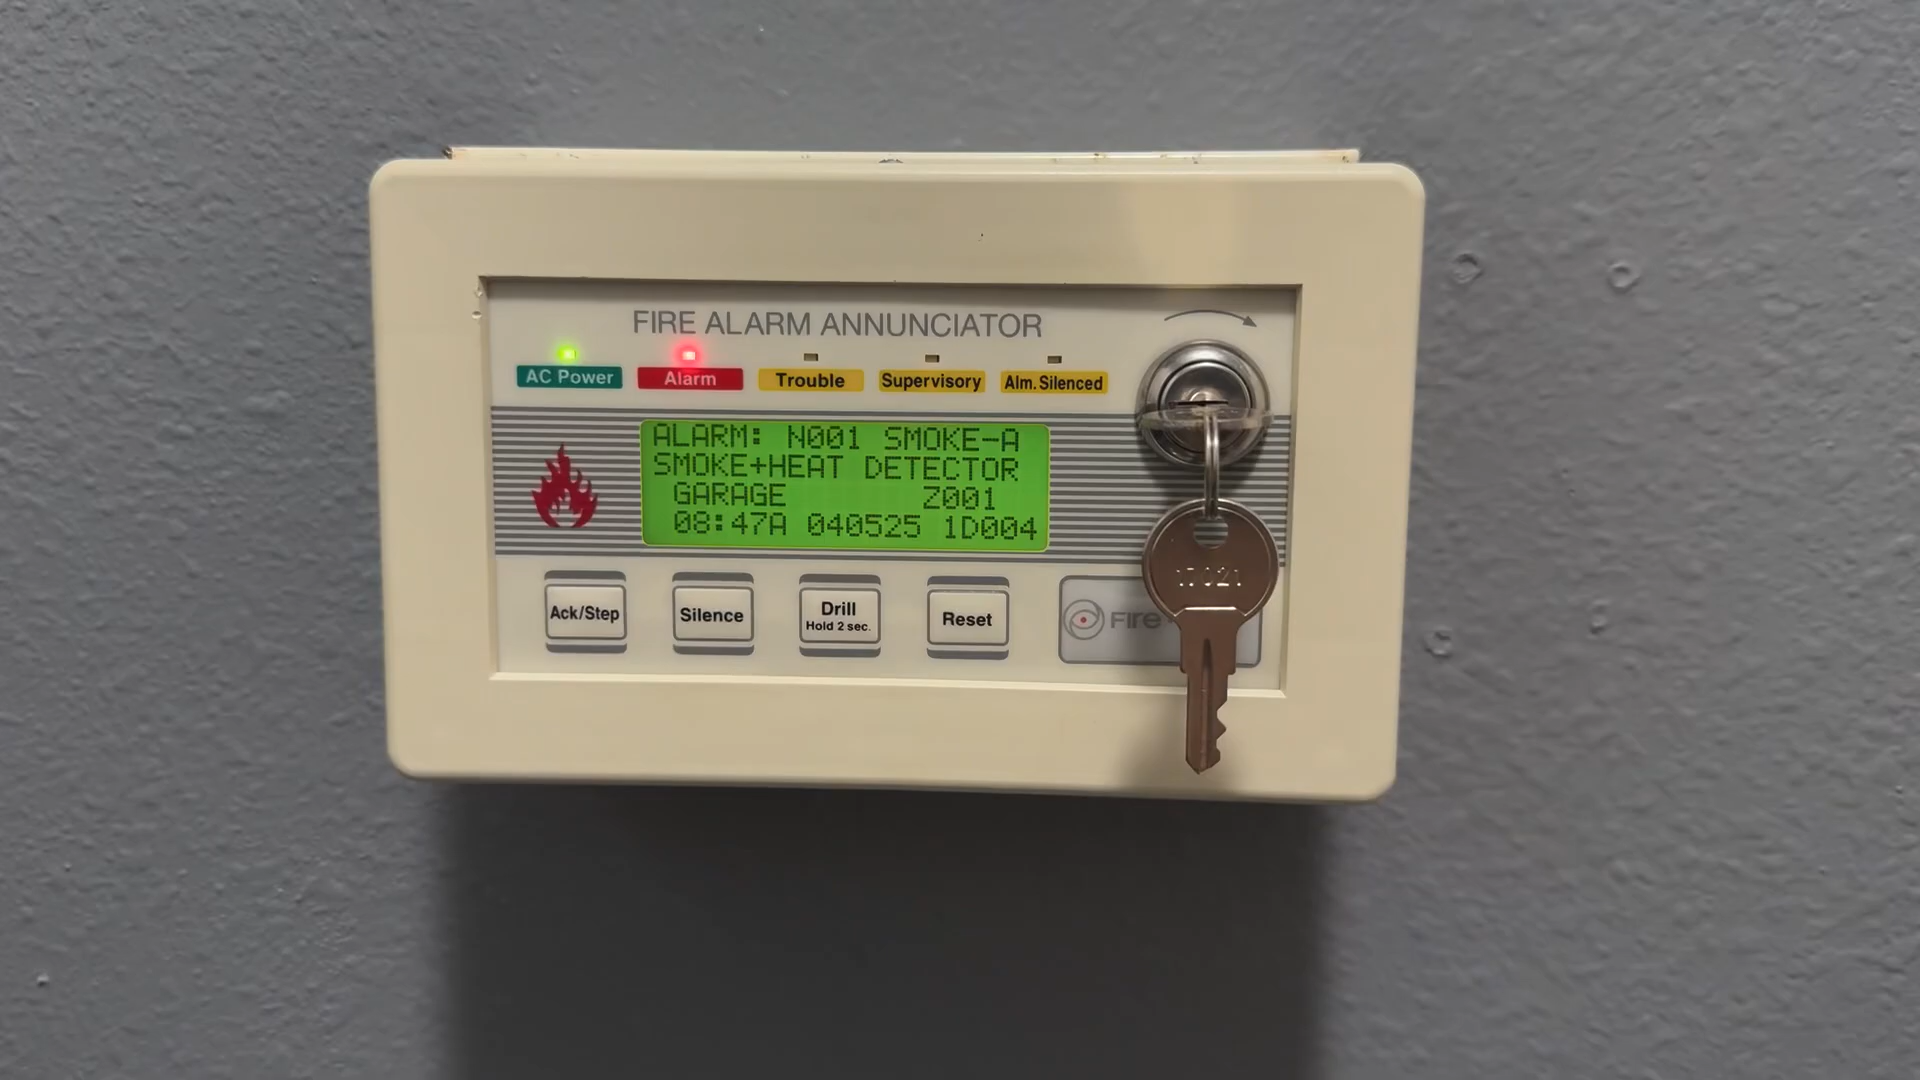 FIRE ALARM ANNUNCIATOR
AC Power Alarm Trouble Supervisory Alm. Silenced
ALARM: N001 SMOKE-A
SMOKE+HEAT DETECTOR
GARAGE Z001
08:47A 040525 1D004
Ack/Step Silence Drill Reset
Hold 2 sec.
Fire
17021